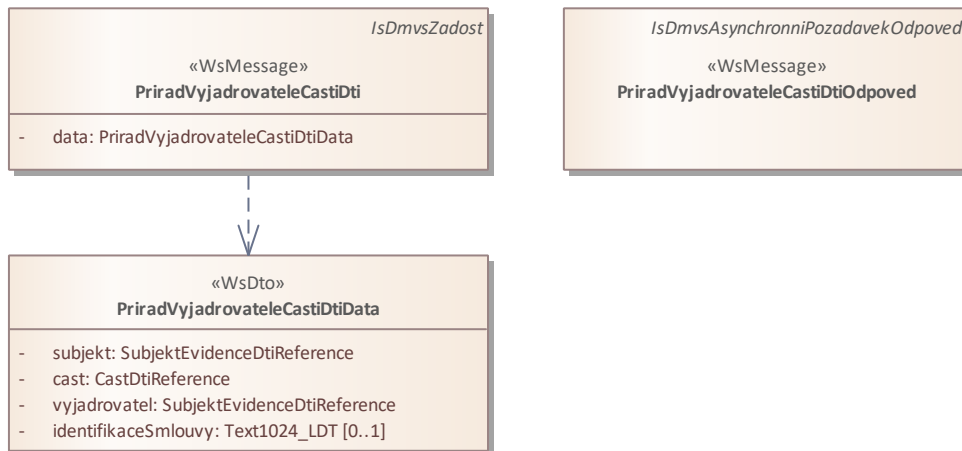 IsDmvsZadost
«WsMessage»
PriradVyjadrovateleCastiDti
- data: PriradVyjadrovateleCastiDtiData
IsDmvsAsynchronniPozadavekOdpoved
«WsMessage»
PriradVyjadrovateleCastiDtiOdpoved
«WsDto»
PriradVyjadrovateleCastiDtiData
- subjekt: SubjektEvidenceDtiReference
- cast: CastDtiReference
- vyjadrovatel: SubjektEvidenceDtiReference
- identifikaceSmlouvy: Text1024_LDT [0..1]